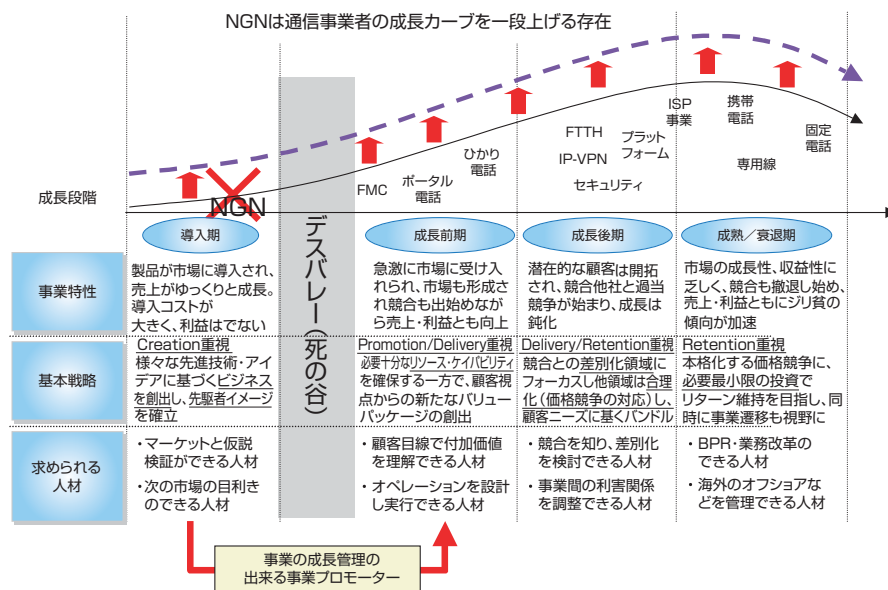 NGNは通信事業者の成長カーブを一段上げる存在
ISP
事業
携帯
電話
固定
電話
FTTH
プラット
フォーム
ひかり
電話
IP-VPN
専用線
FMC
ポータル
電話
セキュリティ
成長段階
NGN
導入期
デスバレー(死の谷)
成長前期
成長後期
成熟/衰退期
事業特性
製品が市場に導入され、
売上がゆっくりと成長。
導入コストが
大きく、利益はでない
急激に市場に受け入
れられ、市場も形成され
競合も出始めなが
ら売上・利益とも向上
潜在的な顧客は開拓
され、競合他社と過当
競争が始まり、成長は
鈍化
市場の成長性、収益性に
乏しく、競合も撤退し始め、
売上・利益ともにジリ貧の
傾向が加速
基本戦略
Creation重視
様々な先進技術・アイ
デアに基づくビジネス
を創出し、先駆者イメージ
を確立
Promotion/Delivery重視
必要十分なリソース・ケイパビリティ
を確保する一方で、顧客視
点からの新たなバリュー
パッケージの創出
Delivery/Retention重視
競合との差別化領域に
フォーカスし他領域は合理
化(価格競争の対応)し、
顧客ニーズに基くバンドル
Retention重視
本格化する価格競争に、
必要最小限の投資で
リターン維持を目指し、同
時に事業遷移も視野に
求められる
人材
・マーケットと仮説
検証ができる人材
・次の市場の目利き
のできる人材
・顧客目線で付加価値
を理解できる人材
・オペレーションを設計
し実行できる人材
・競合を知り、差別化
を検討できる人材
・事業間の利害関係
を調整できる人材
・BPR・業務改革の
できる人材
・海外のオフショアな
どを管理できる人材
事業の成長管理の
出来る事業プロモーター